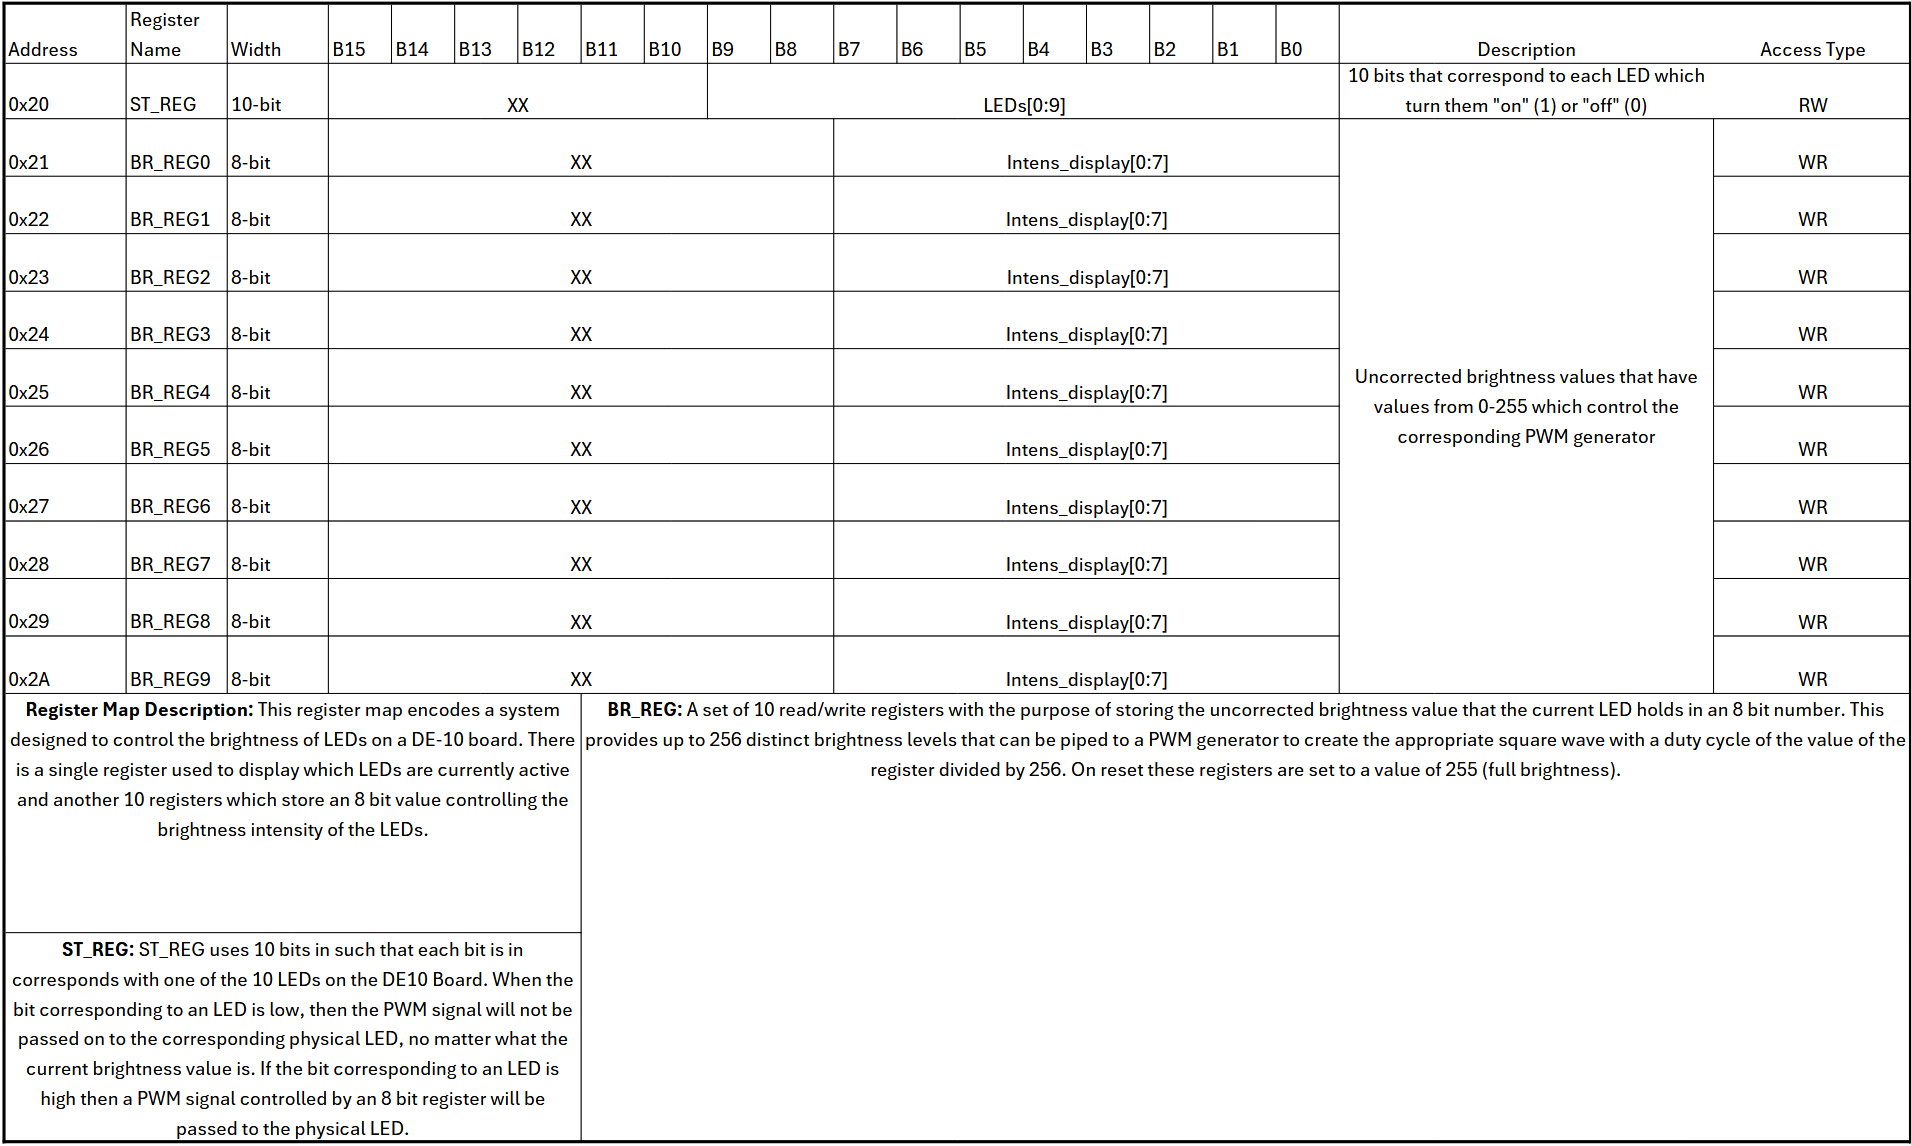 Address Register Name Width B15 B14 B13 B12 B11 B10 B9 B8 B7 B6 B5 B4 B3 B2 B1 B0 Description Access Type
0x20 ST_REG 10-bit XX LEDs[0:9] 10 bits that correspond to each LED which
turn them "on" (1) or "off" (0) RW
0x21 BR_REG0 8-bit XX Intens_display[0:7] WR
0x22 BR_REG1 8-bit XX Intens_display[0:7] WR
0x23 BR_REG2 8-bit XX Intens_display[0:7] WR
0x24 BR_REG3 8-bit XX Intens_display[0:7] WR
0x25 BR_REG4 8-bit XX Intens_display[0:7] WR
0x26 BR_REG5 8-bit XX Intens_display[0:7] WR
0x27 BR_REG6 8-bit XX Intens_display[0:7] WR
0x28 BR_REG7 8-bit XX Intens_display[0:7] WR
0x29 BR_REG8 8-bit XX Intens_display[0:7] WR
0x2A BR_REG9 8-bit XX Intens_display[0:7] WR
Uncorrected brightness values that have
values from 0-255 which control the
corresponding PWM generator
Register Map Description: This register map encodes a system
designed to control the brightness of LEDs on a DE-10 board. There
is a single register used to display which LEDs are currently active
and another 10 registers which store an 8 bit value controlling the
brightness intensity of the LEDs.
BR_REG: A set of 10 read/write registers with the purpose of storing the uncorrected brightness value that the current LED holds in an 8 bit number. This
provides up to 256 distinct brightness levels that can be piped to a PWM generator to create the appropriate square wave with a duty cycle of the value of the
register divided by 256. On reset these registers are set to a value of 255 (full brightness).
ST_REG: ST_REG uses 10 bits in such that each bit is in
corresponds with one of the 10 LEDs on the DE10 Board. When the
bit corresponding to an LED is low, then the PWM signal will not be
passed on to the corresponding physical LED, no matter what the
current brightness value is. If the bit corresponding to an LED is
high then a PWM signal controlled by an 8 bit register will be
passed to the physical LED.